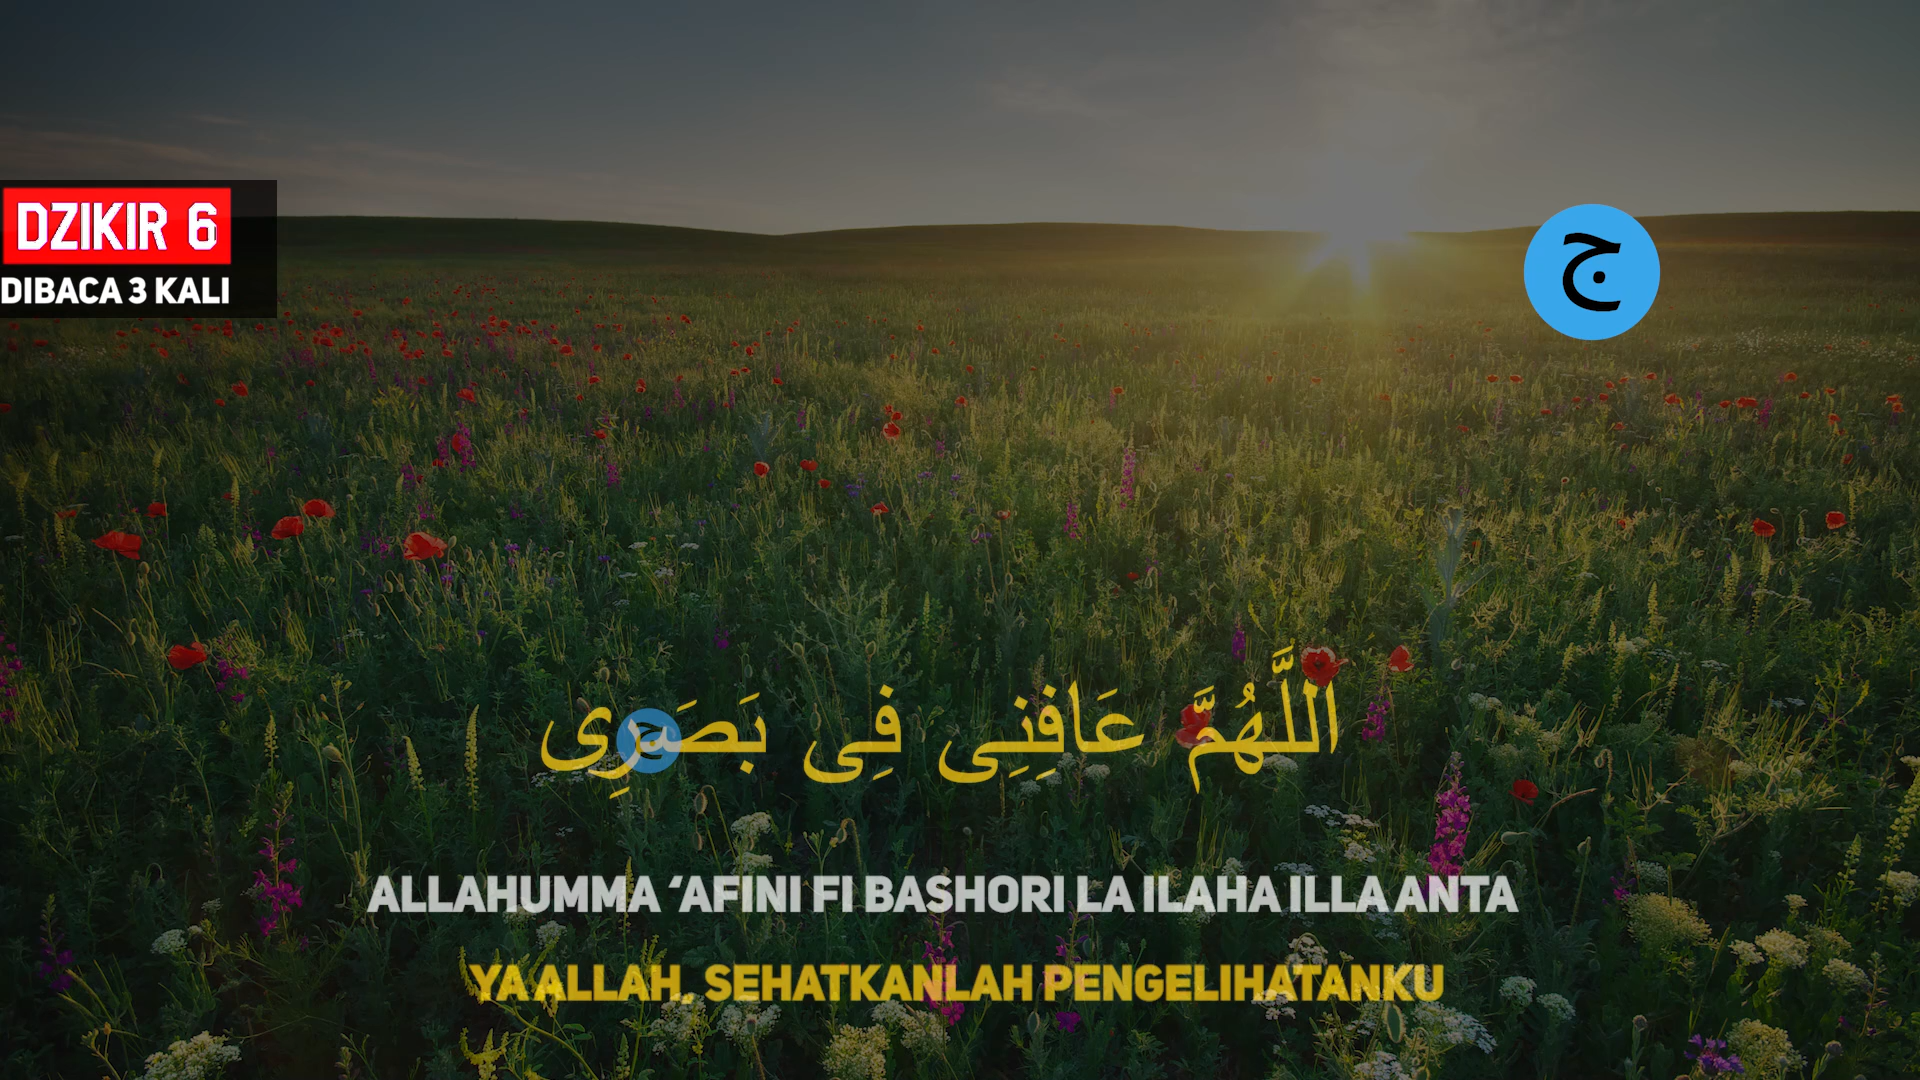 DZIKIR 6
DIBACA 3 KALI
ج
اللَّهُمَّ عَافِنِى فِى بَصَرِى
ج
ALLAHUMMA ‘AFINI FI BASHORI LA ILAHA ILLA ANTA
YA ALLAH, SEHATKANLAH PENGELIHATANKU